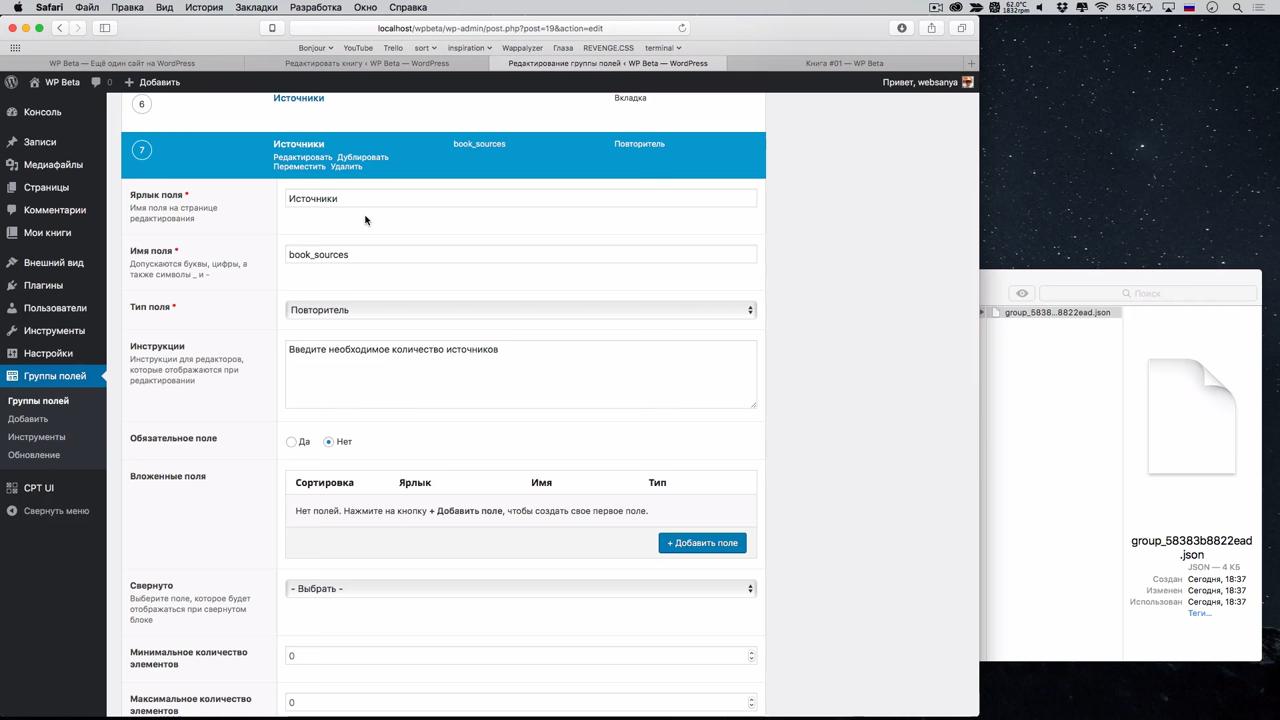 Safari Файл Правка Вид История Закладки Разработка Окно Справка
62.0°C
1832rpm
53 %
localhost/wpbeta/wp-admin/post.php?post=19&action=edit
Bonjour YouTube Trello sort inspiration Wappalyzer Глаза REVENGE.CSS terminal
WP Beta — Ещё один сайт на WordPress
Редактировать книгу ‹ WP Beta — WordPress
Редактирование группы полей ‹ WP Beta — WordPress
Книга #01 — WP Beta
WP Beta 0 + Добавить
Привет, websanya
Консоль
Записи
Медиафайлы
Страницы
Комментарии
Мои книги
Внешний вид
Плагины
Пользователи
Инструменты
Настройки
Группы полей
Группы полей
Добавить
Инструменты
Обновление
CPT UI
Свернуть меню
6 Источники Вкладка
7 Источники book_sources Повторитель
Редактировать Дублировать
Переместить Удалить
Ярлык поля *
Имя поля на странице
редактирования
Источники
Имя поля *
Допускаются буквы, цифры, а
также символы _ и -
book_sources
Тип поля *
Повторитель
Инструкции
Инструкции для редакторов,
которые отображаются при
редактировании
Введите необходимое количество источников
Обязательное поле
Да Нет
Вложенные поля
Сортировка Ярлык Имя Тип
Нет полей. Нажмите на кнопку + Добавить поле, чтобы создать свое первое поле.
+ Добавить поле
Свернуто
Выберите поле, которое будет
отображаться при свернутом
блоке
- Выбрать -
Минимальное количество
элементов
0
Максимальное количество
элементов
0
Поиск
group_5838...8822ead.json
group_58383b8822ead
.json
JSON — 4 КБ
Создан Сегодня, 18:37
Изменен Сегодня, 18:37
Использован Сегодня, 18:37
Теги...